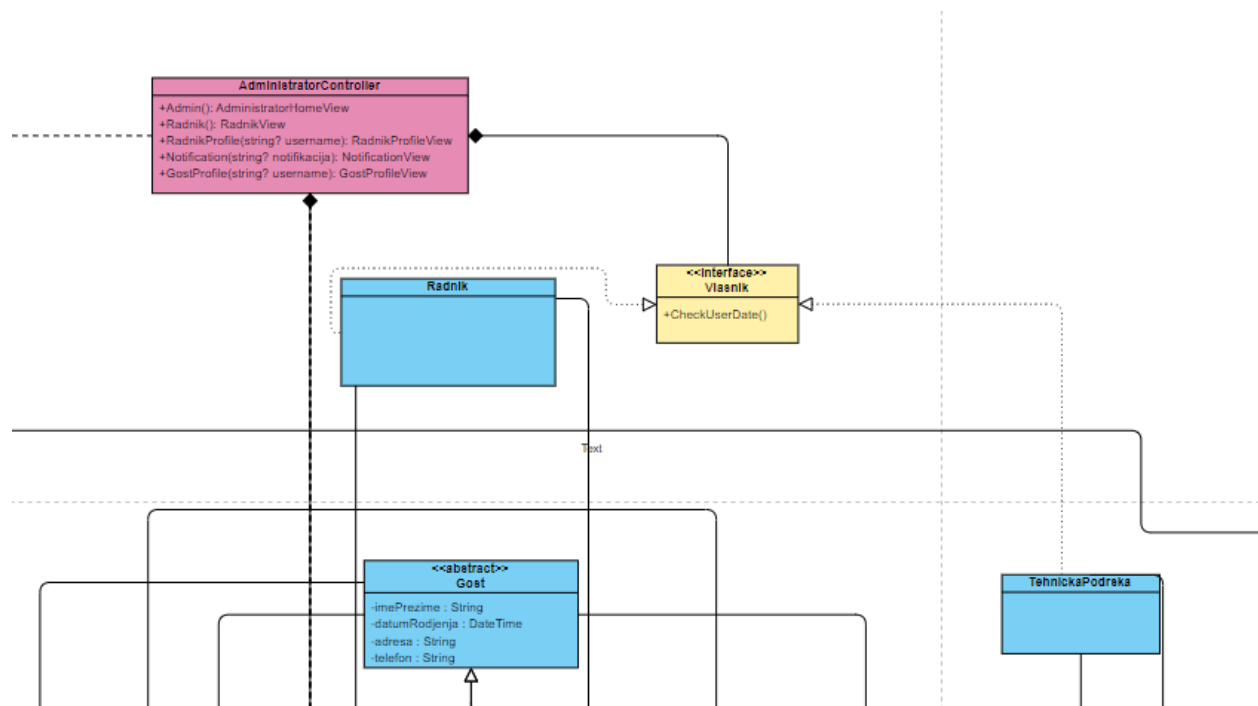 AdministratorController
+Admin(): AdministratorHomeView
+Radnik(): RadnikView
+RadnikProfile(string? username): RadnikProfileView
+Notification(string? notifikacija): NotificationView
+GostProfile(string? username): GostProfileView
<<Interface>>
Vlasnik
+CheckUserDate()
Radnik
Text
<<abstract>>
Gost
-imePrezime : String
-datumRodjenja : DateTime
-adresa : String
-telefon : String
TehnickaPodrska